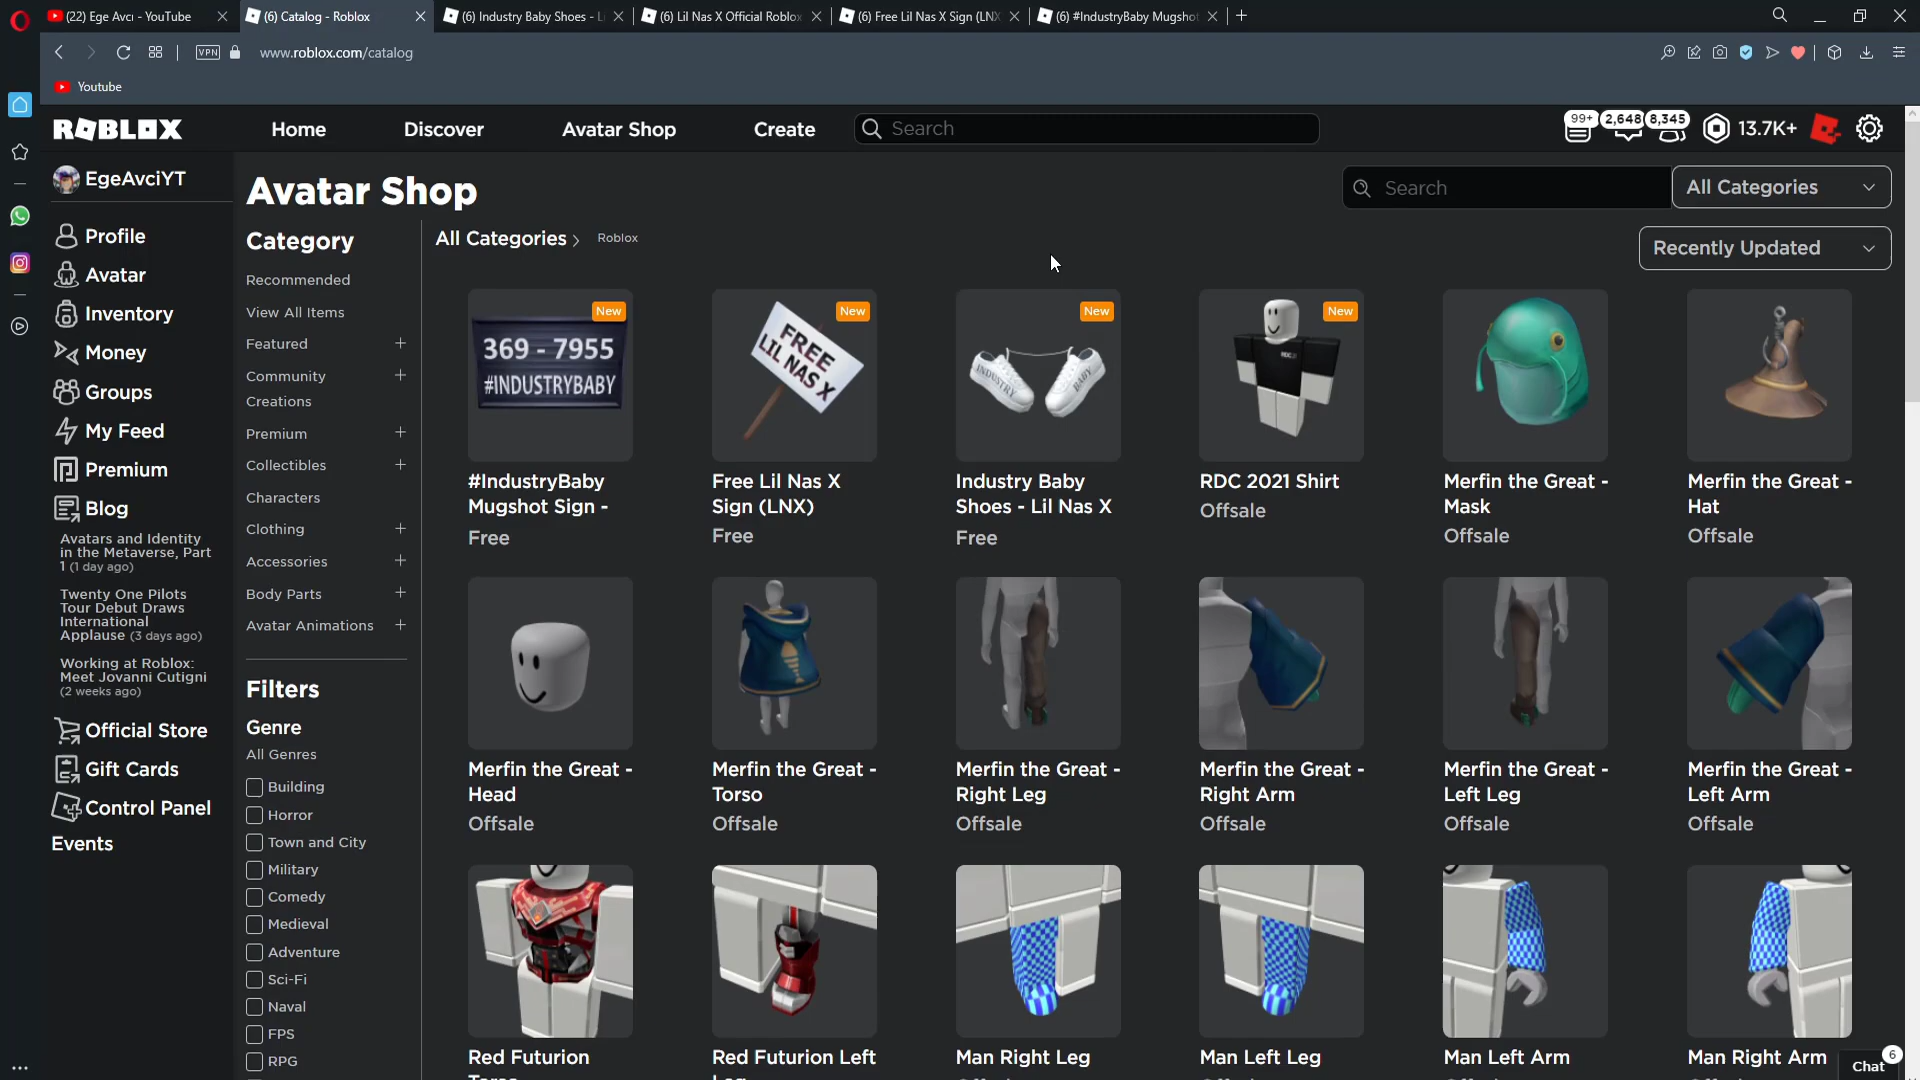 (22) Ege Avcı - YouTube
(6) Catalog - Roblox
(6) Industry Baby Shoes - L
(6) Lil Nas X Official Roblox
(6) Free Lil Nas X Sign (LNX
(6) #IndustryBaby Mugshot
VPN
www.roblox.com/catalog
Youtube
ROBLOX
Home
Discover
Avatar Shop
Create
Search
99+
2,648
8,345
13.7K+
EgeAvciYT
Profile
Avatar
Inventory
Money
Groups
My Feed
Premium
Blog
Avatars and Identity
in the Metaverse, Part
1 (1 day ago)
Twenty One Pilots
Tour Debut Draws
International
Applause (3 days ago)
Working at Roblox:
Meet Jovanni Cutigni
(2 weeks ago)
Official Store
Gift Cards
Control Panel
Events
Avatar Shop
Search
All Categories
Category
Recommended
View All Items
Featured +
Community +
Creations
Premium +
Collectibles +
Characters
Clothing +
Accessories +
Body Parts +
Avatar Animations +
Filters
Genre
All Genres
Building
Horror
Town and City
Military
Comedy
Medieval
Adventure
Sci-Fi
Naval
FPS
RPG
All Categories > Roblox
Recently Updated
New
369 - 7955
#INDUSTRYBABY
#IndustryBaby
Mugshot Sign -
Free
New
FREE
LIL NAS X
Free Lil Nas X
Sign (LNX)
Free
New
INDUSTRY
BABY
Industry Baby
Shoes - Lil Nas X
Free
New
RDC
RDC 2021 Shirt
Offsale
Merfin the Great -
Mask
Offsale
Merfin the Great -
Hat
Offsale
Merfin the Great -
Head
Offsale
Merfin the Great -
Torso
Offsale
Merfin the Great -
Right Leg
Offsale
Merfin the Great -
Right Arm
Offsale
Merfin the Great -
Left Leg
Offsale
Merfin the Great -
Left Arm
Offsale
Red Futurion
Red Futurion Left
Man Right Leg
Man Left Leg
Man Left Arm
Man Right Arm
Chat
6